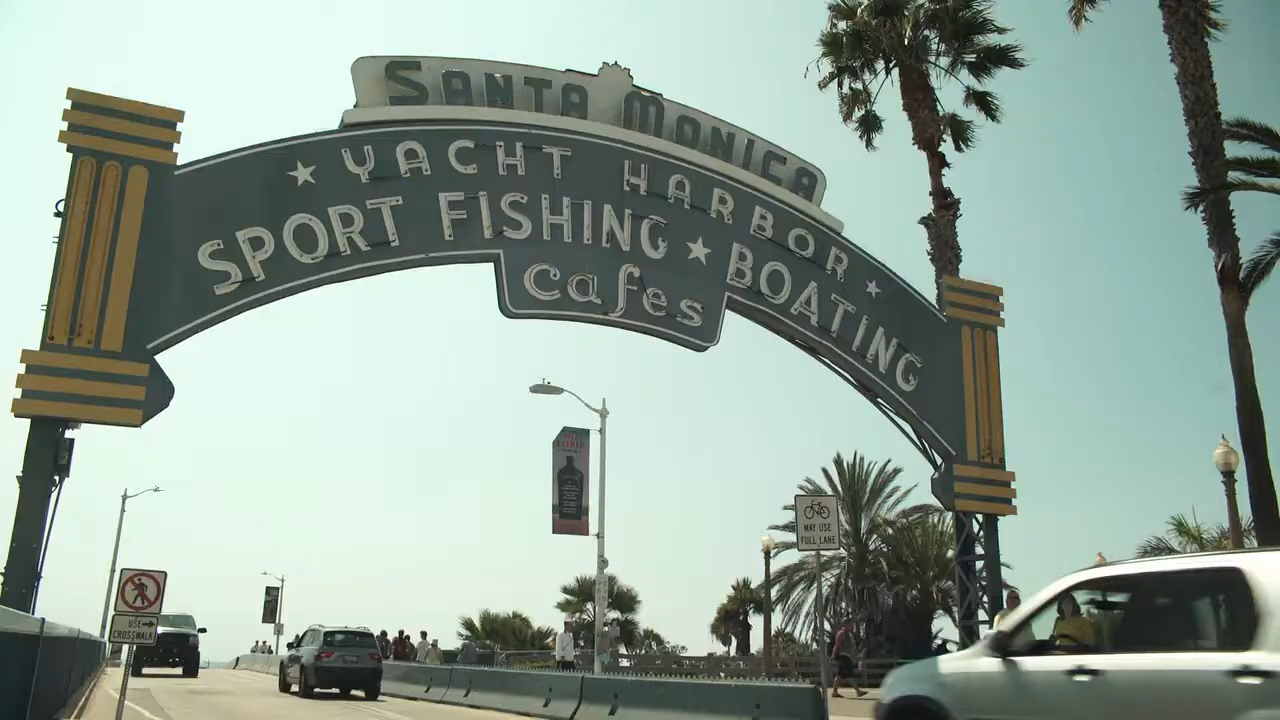 SANTA MONICA
★ YACHT HARBOR ★
SPORT FISHING ★ BOATING
cafes
MAY USE
FULL LANE
USE →
CROSSWALK